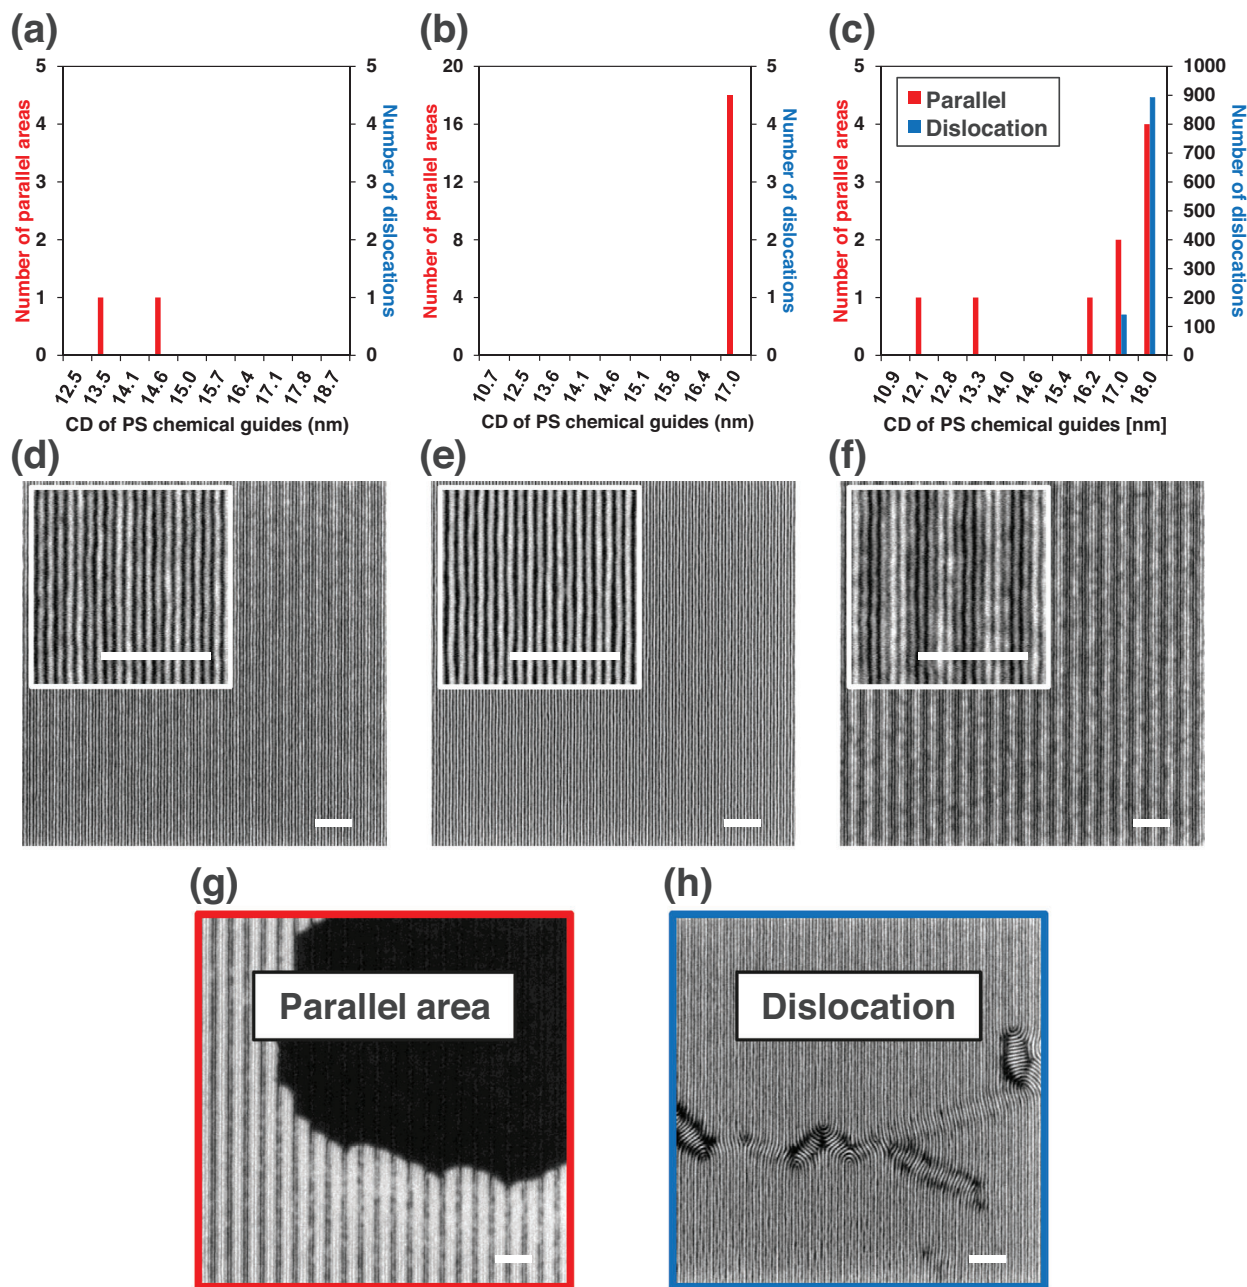 (a)
5
4
3
2
1
0
Number of parallel areas
5
4
3
2
1
0
Number of dislocations
12.5 13.5 14.1 14.6 15.0 15.7 16.4 17.1 17.8 18.7
CD of PS chemical guides (nm)
(b)
20
16
12
8
4
0
Number of parallel areas
5
4
3
2
1
0
Number of dislocations
10.7 12.5 13.6 14.1 14.6 15.1 15.8 16.4 17.0
CD of PS chemical guides (nm)
(c)
5
4
3
2
1
0
Number of parallel areas
Parallel
Dislocation
1000
900
800
700
600
500
400
300
200
100
0
Number of dislocations
10.9 12.1 12.8 13.3 14.0 14.6 15.4 16.2 17.0 18.0
CD of PS chemical guides [nm]
(d)
(e)
(f)
(g)
Parallel area
(h)
Dislocation